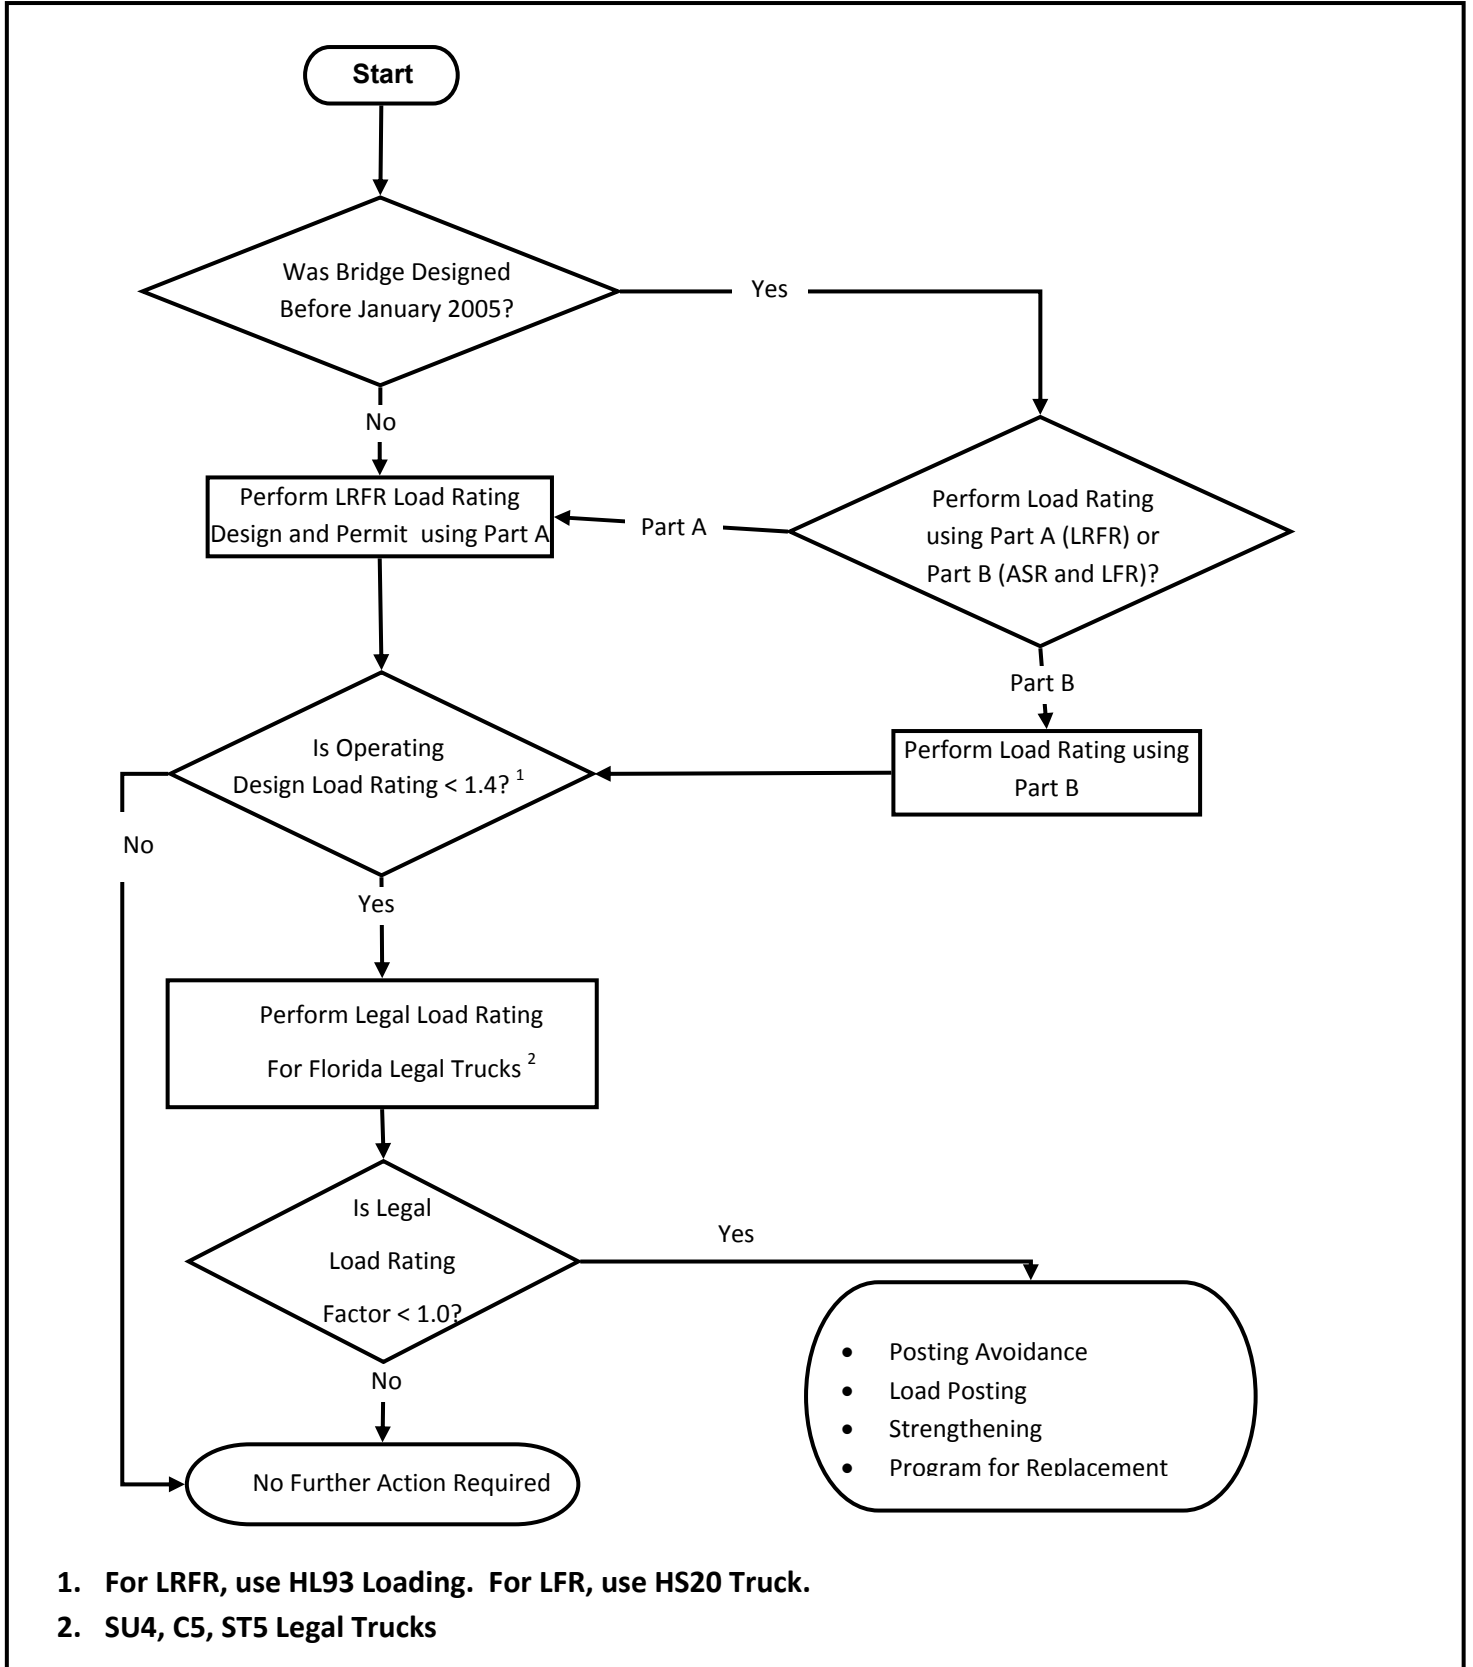 Start
Was Bridge Designed
Before January 2005?
Yes
No
Perform LRFR Load Rating
Design and Permit using Part A
Part A
Perform Load Rating
using Part A (LRFR) or
Part B (ASR and LFR)?
Part B
Is Operating
Design Load Rating < 1.4? 1
Perform Load Rating using
Part B
No
Yes
Perform Legal Load Rating
For Florida Legal Trucks 2
Is Legal
Load Rating
Factor < 1.0?
Yes
No
• Posting Avoidance
• Load Posting
• Strengthening
• Program for Replacement
No Further Action Required
1. For LRFR, use HL93 Loading. For LFR, use HS20 Truck.
2. SU4, C5, ST5 Legal Trucks